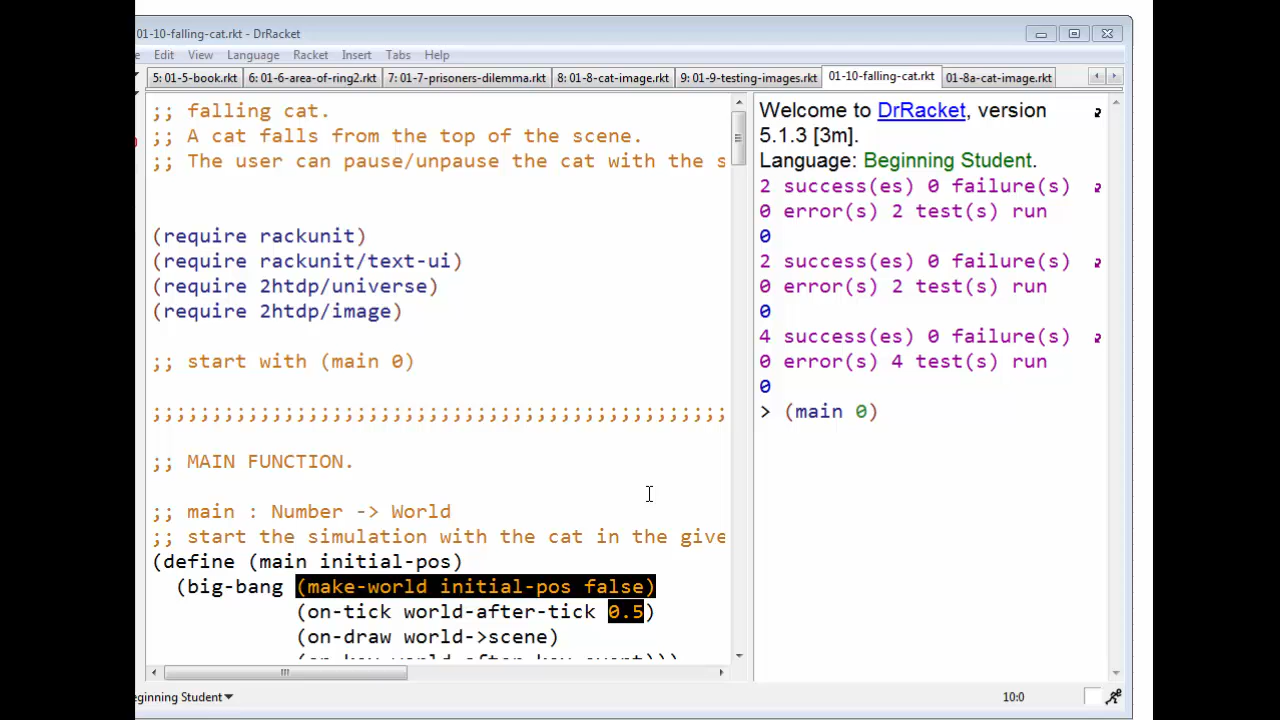 01-10-falling-cat.rkt - DrRacket
Edit View Language Racket Insert Tabs Help
5: 01-5-book.rkt 6: 01-6-area-of-ring2.rkt 7: 01-7-prisoners-dilemma.rkt 8: 01-8-cat-image.rkt 9: 01-9-testing-images.rkt 01-10-falling-cat.rkt 01-8a-cat-image.rkt
;; falling cat.
;; A cat falls from the top of the scene.
;; The user can pause/unpause the cat with the s
(require rackunit)
(require rackunit/text-ui)
(require 2htdp/universe)
(require 2htdp/image)
;; start with (main 0)
;;;;;;;;;;;;;;;;;;;;;;;;;;;;;;;;;;;;;;;;;;;;;;;;
;; MAIN FUNCTION.
;; main : Number -> World
;; start the simulation with the cat in the give
(define (main initial-pos)
(big-bang (make-world initial-pos false)
(on-tick world-after-tick 0.5)
(on-draw world->scene)
(on-key world-after-key-event)))
Welcome to DrRacket, version
5.1.3 [3m].
Language: Beginning Student.
2 success(es) 0 failure(s)
0 error(s) 2 test(s) run
0
2 success(es) 0 failure(s)
0 error(s) 2 test(s) run
0
4 success(es) 0 failure(s)
0 error(s) 4 test(s) run
0
> (main 0)
eginning Student
10:0